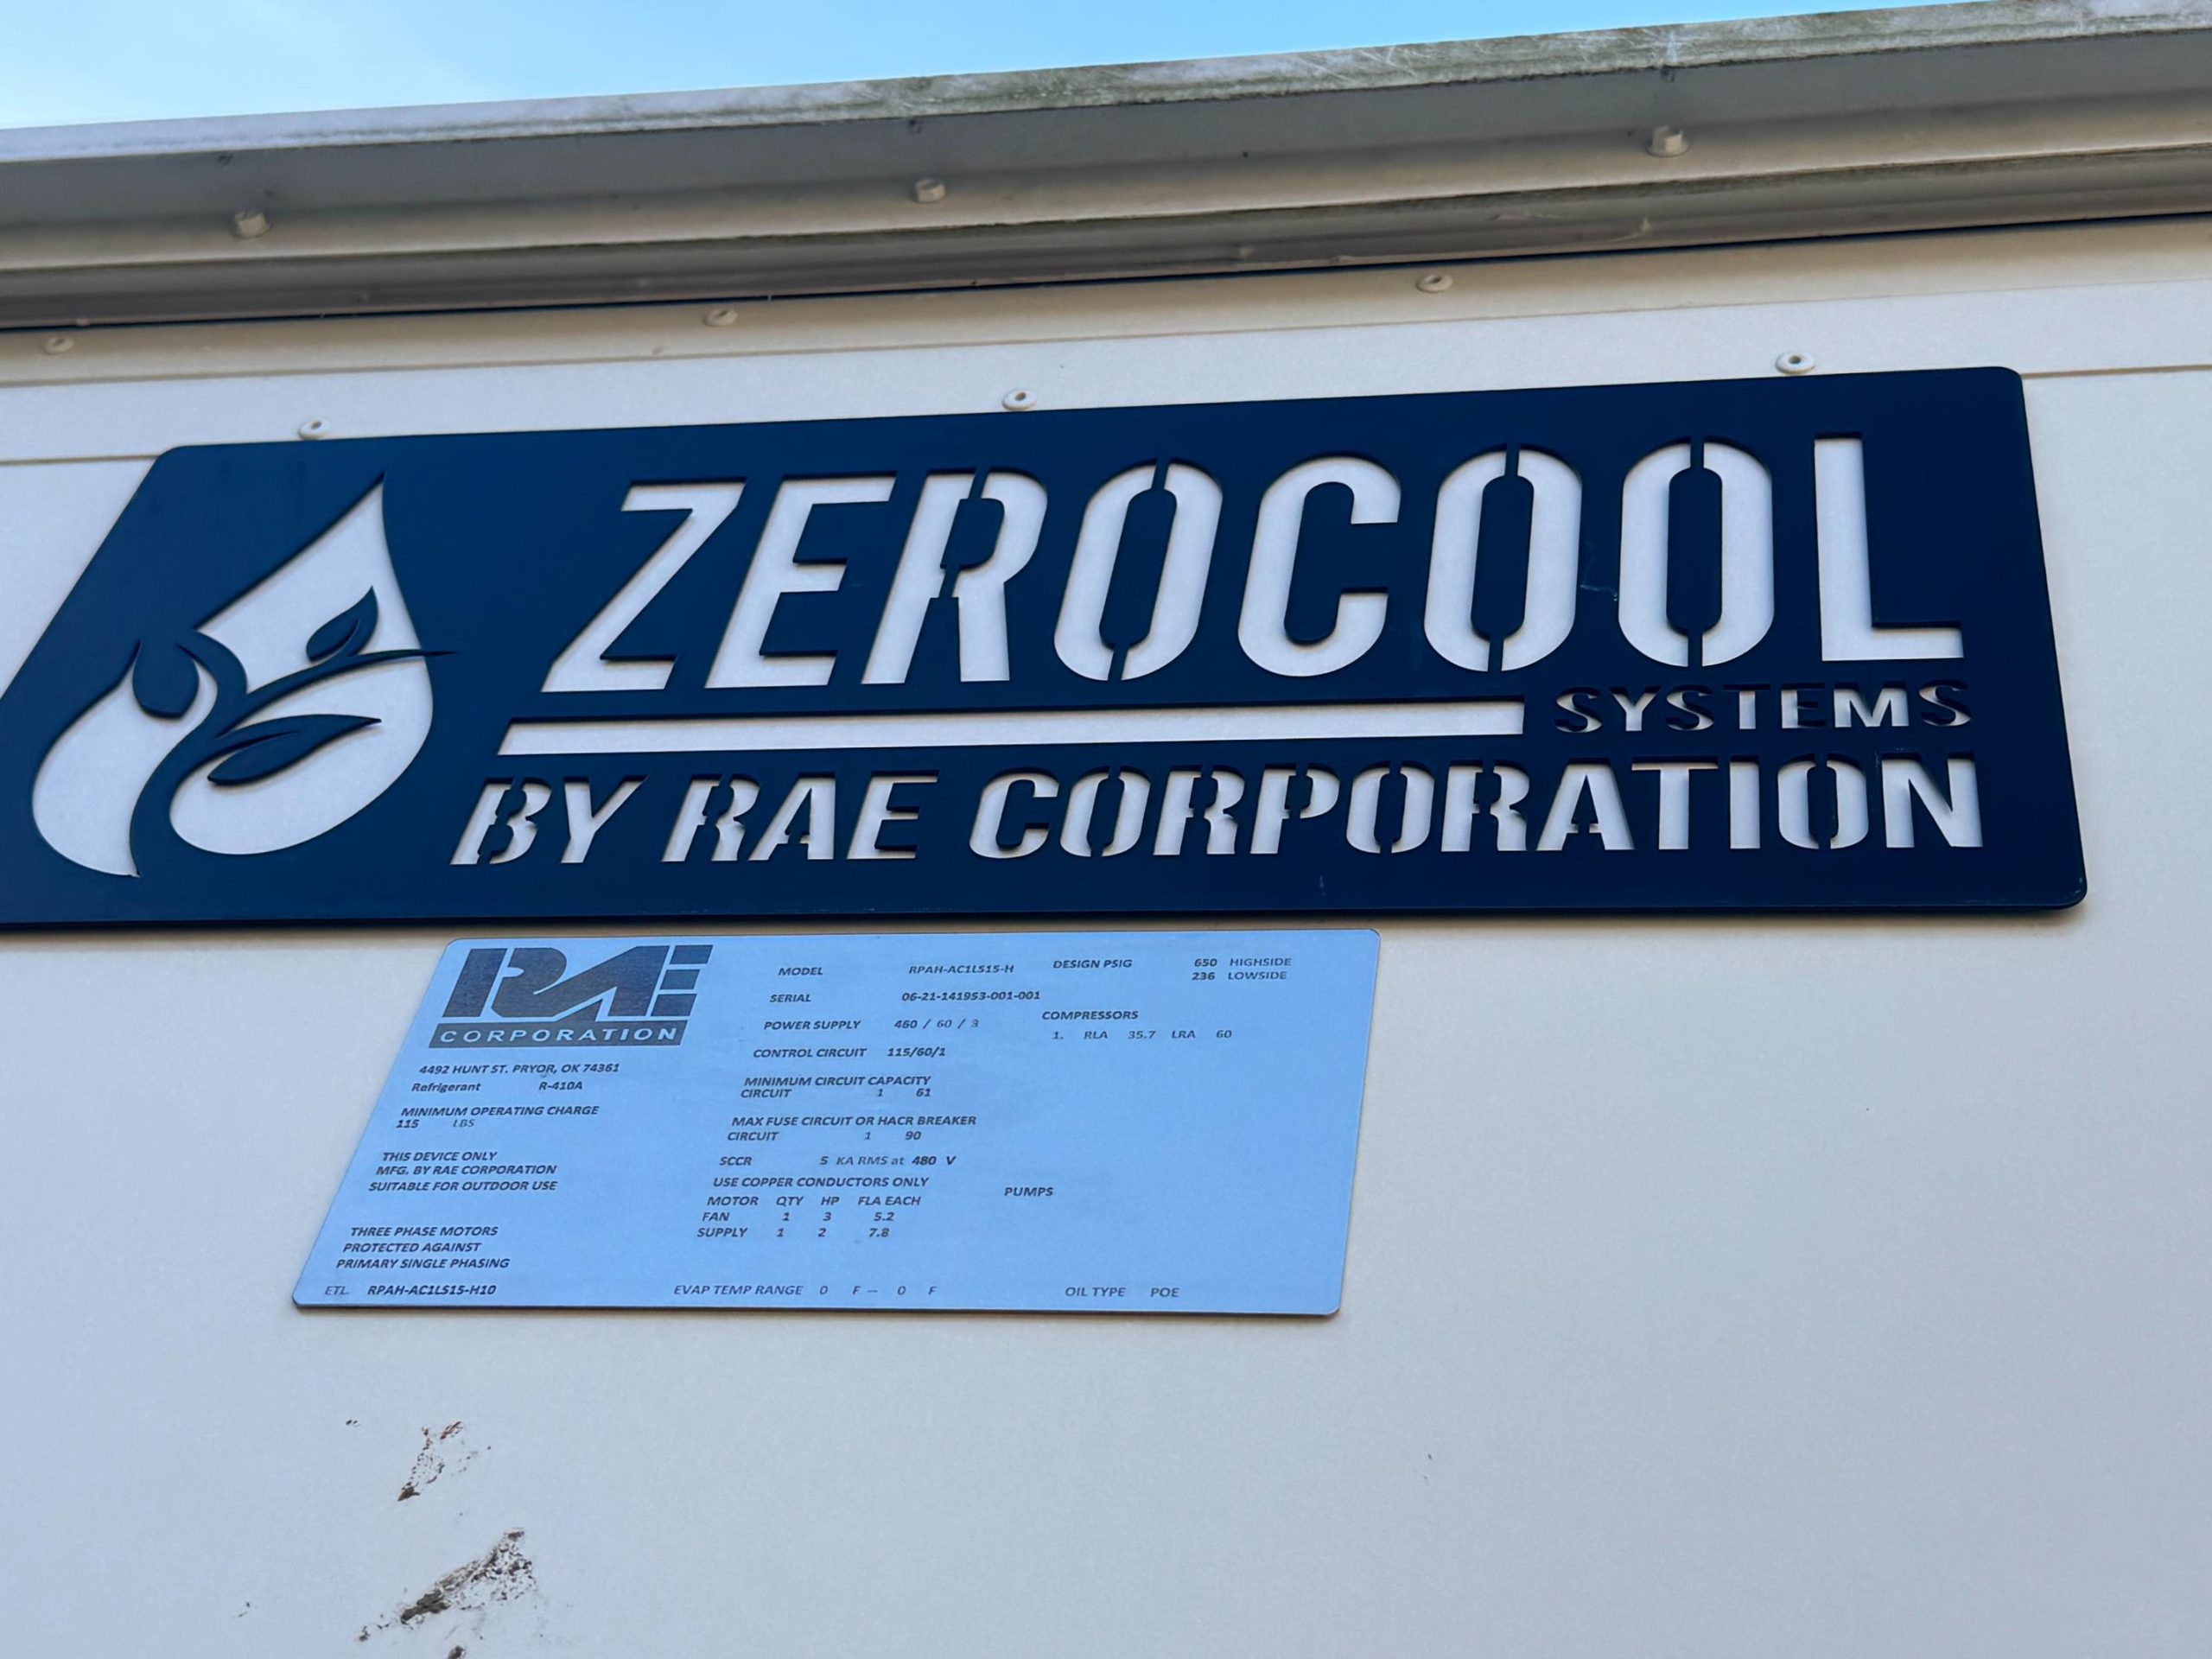 ZEROCOOL
SYSTEMS
BY RAE CORPORATION
RAE
CORPORATION
4492 HUNT ST. PRYOR, OK 74361
Refrigerant R-410A
MINIMUM OPERATING CHARGE
115 LBS
THIS DEVICE ONLY
MFG. BY RAE CORPORATION
SUITABLE FOR OUTDOOR USE
THREE PHASE MOTORS
PROTECTED AGAINST
PRIMARY SINGLE PHASING
ETL RPAH-AC1LS15-H10
MODEL RPAH-AC1LS15-H
SERIAL 06-21-141953-001-001
POWER SUPPLY 460 / 60 / 3
CONTROL CIRCUIT 115/60/1
MINIMUM CIRCUIT CAPACITY
CIRCUIT 1 61
MAX FUSE CIRCUIT OR HACR BREAKER
CIRCUIT 1 90
SCCR 5 KA RMS at 480 V
USE COPPER CONDUCTORS ONLY
MOTOR QTY HP FLA EACH
FAN 1 3 5.2
SUPPLY 1 2 7.8
EVAP TEMP RANGE 0 F -- 0 F
DESIGN PSIG 650 HIGHSIDE
236 LOWSIDE
COMPRESSORS
1. RLA 35.7 LRA 60
PUMPS
OIL TYPE POE